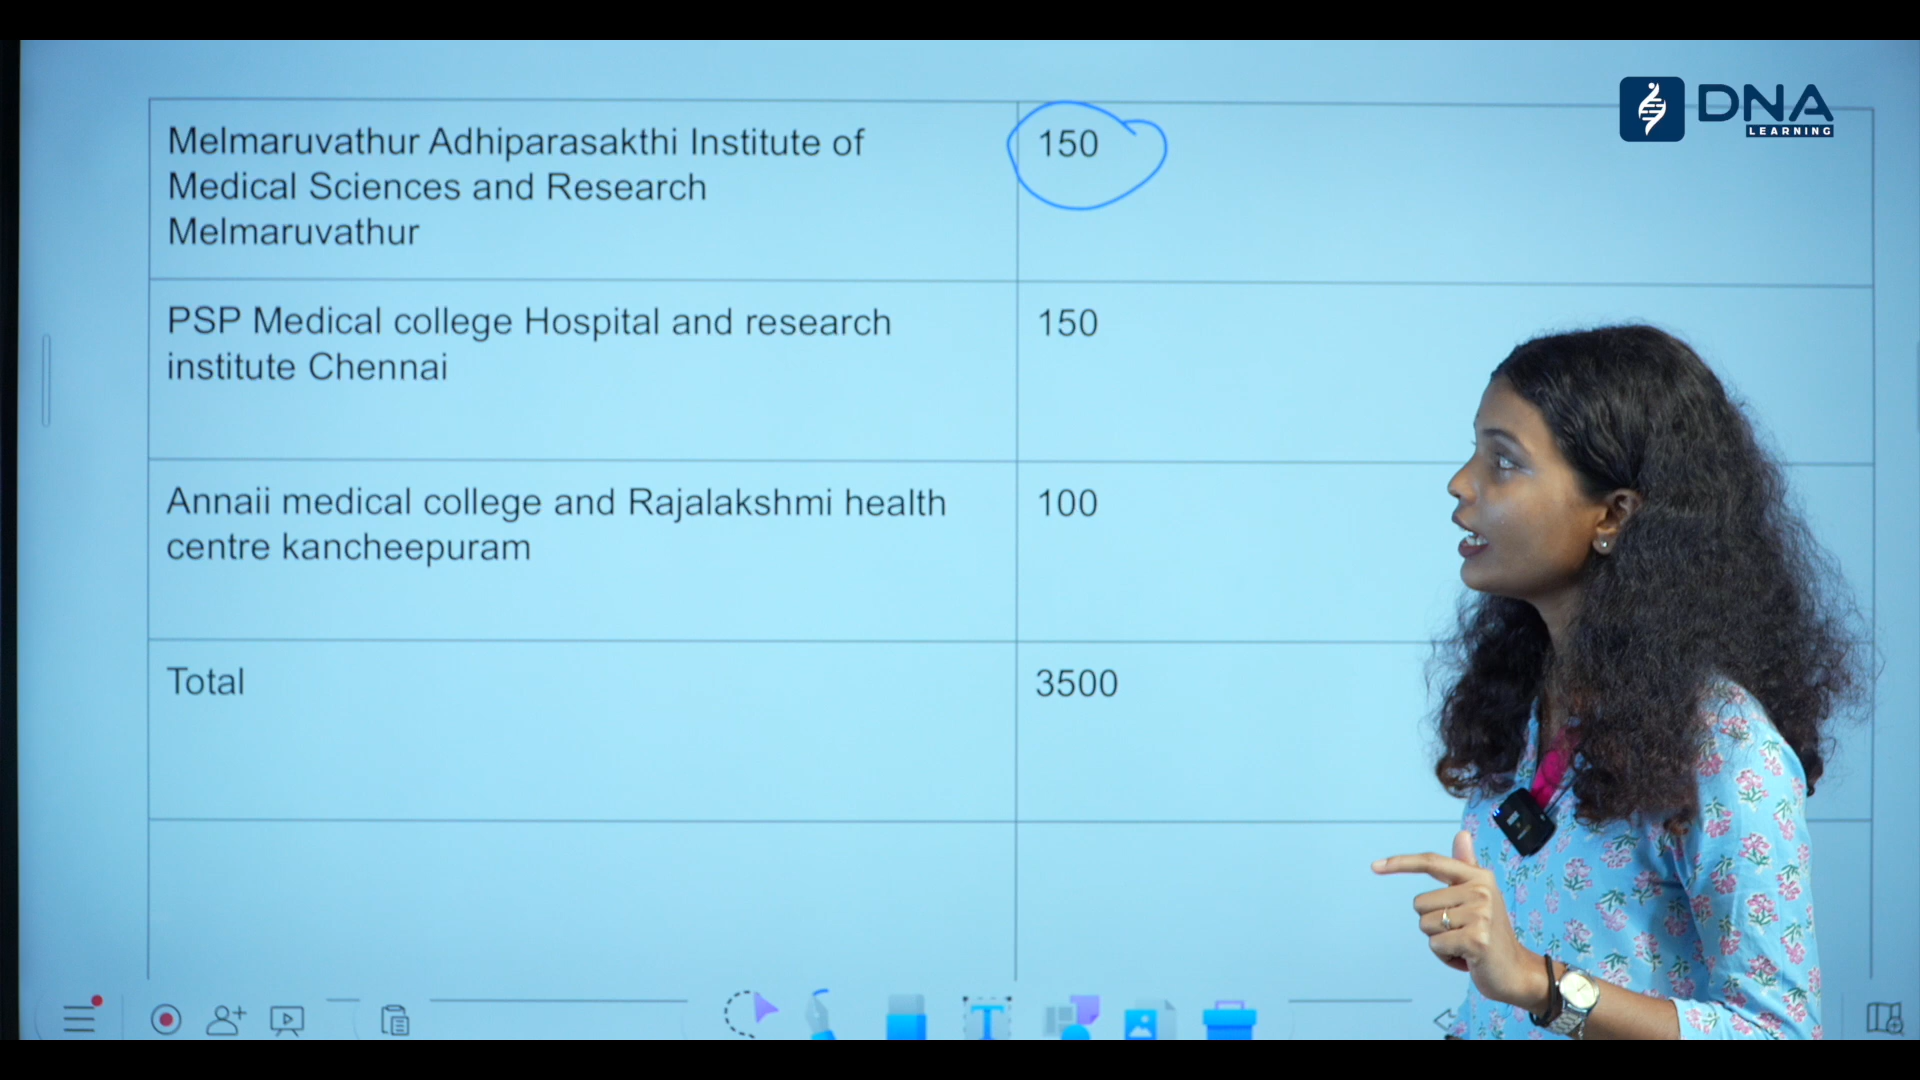 DNA
LEARNING
Melmaruvathur Adhiparasakthi Institute of
Medical Sciences and Research
Melmaruvathur
150
PSP Medical college Hospital and research
institute Chennai
150
Annaii medical college and Rajalakshmi health
centre kancheepuram
100
Total
3500